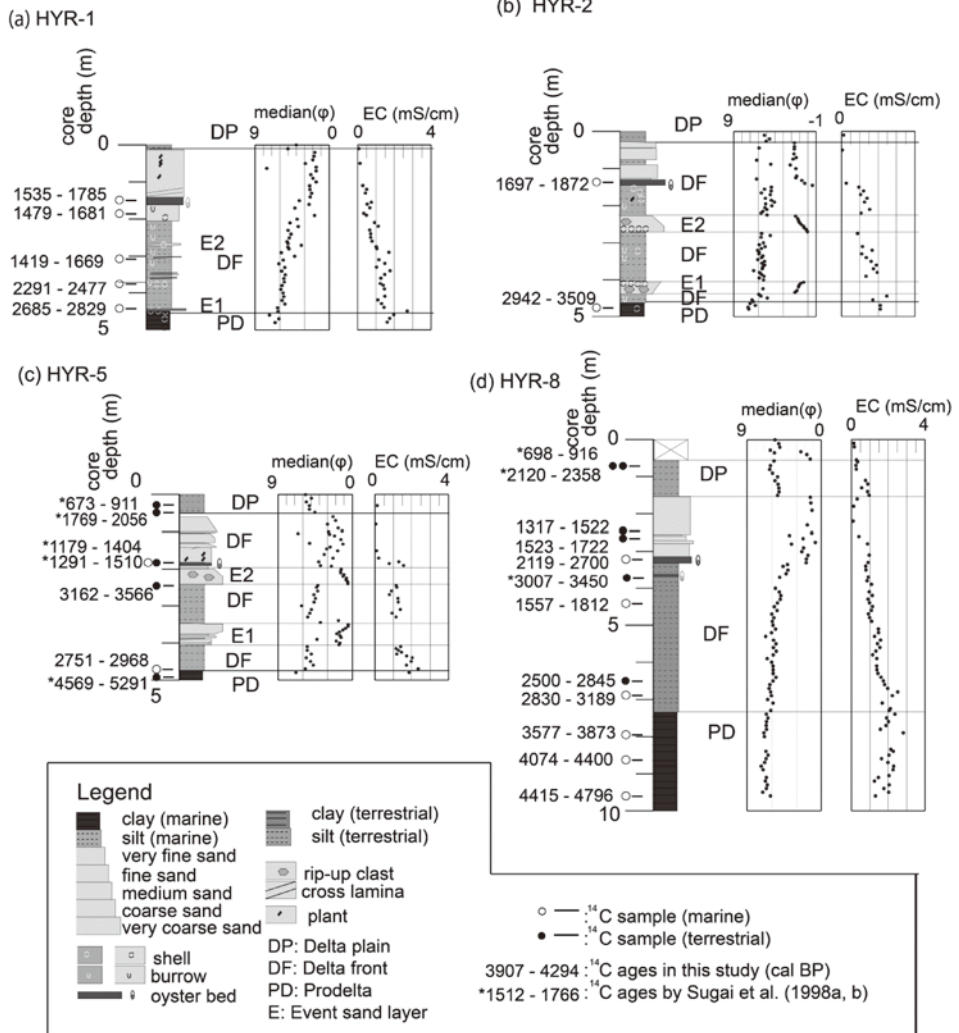 (a) HYR-1
core depth (m)
median(φ)
EC (mS/cm)
9 0
0 4
DP
0
1535 - 1785
1479 - 1681
1419 - 1669
2291 - 2477
2685 - 2829
5
E2
DF
E1
PD
(b) HYR-2
core depth (m)
median(φ)
EC (mS/cm)
9 -1
0
DP
0
1697 - 1872
2942 - 3509
5
DF
E2
DF
E1
DF
PD
(c) HYR-5
core depth (m)
median(φ)
EC (mS/cm)
9 0
0 4
0
*673 - 911
*1769 - 2056
*1179 - 1404
*1291 - 1510
3162 - 3566
2751 - 2968
*4569 - 5291
5
DP
DF
E2
DF
E1
DF
PD
(d) HYR-8
core depth (m)
median(φ)
EC (mS/cm)
9 0
0 4
0
*698 - 916
*2120 - 2358
1317 - 1522
1523 - 1722
2119 - 2700
*3007 - 3450
1557 - 1812
5
2500 - 2845
2830 - 3189
3577 - 3873
4074 - 4400
4415 - 4796
10
DP
DF
PD
Legend
clay (marine)
silt (marine)
very fine sand
fine sand
medium sand
coarse sand
very coarse sand
shell
burrow
oyster bed
clay (terrestrial)
silt (terrestrial)
rip-up clast
cross lamina
plant
DP: Delta plain
DF: Delta front
PD: Prodelta
E: Event sand layer
:¹⁴C sample (marine)
:¹⁴C sample (terrestrial)
3907 - 4294 :¹⁴C ages in this study (cal BP)
*1512 - 1766 :¹⁴C ages by Sugai et al. (1998a, b)